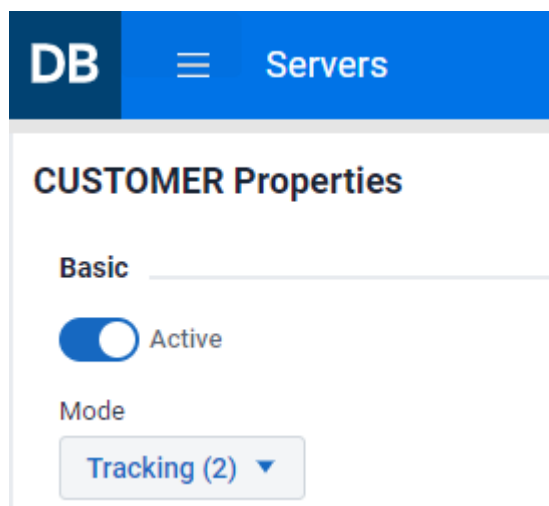 DB Servers
CUSTOMER Properties
Basic
Active
Mode
Tracking (2)